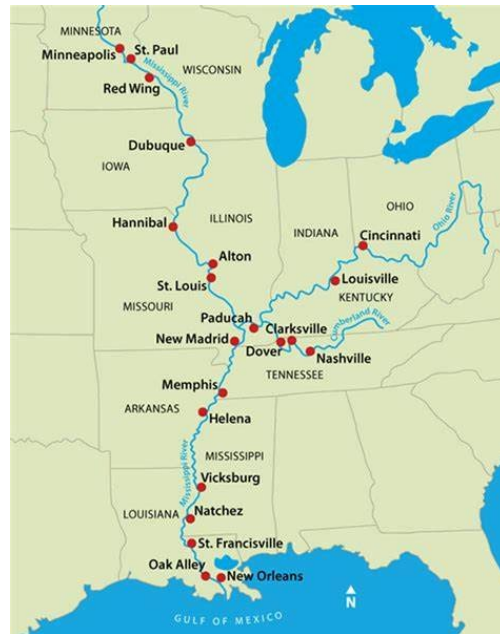 MINNESOTA
St. Paul
Minneapolis
Mississippi River
WISCONSIN
Red Wing
Dubuque
IOWA
Hannibal
ILLINOIS
INDIANA
OHIO
Ohio River
Cincinnati
Alton
St. Louis
Louisville
MISSOURI
KENTUCKY
Paducah
Clarksville
Cumberland River
New Madrid
Dover
Nashville
TENNESSEE
Memphis
ARKANSAS
Helena
Mississippi River
MISSISSIPPI
Vicksburg
LOUISIANA
Natchez
St. Francisville
Oak Alley
New Orleans
N
GULF OF MEXICO